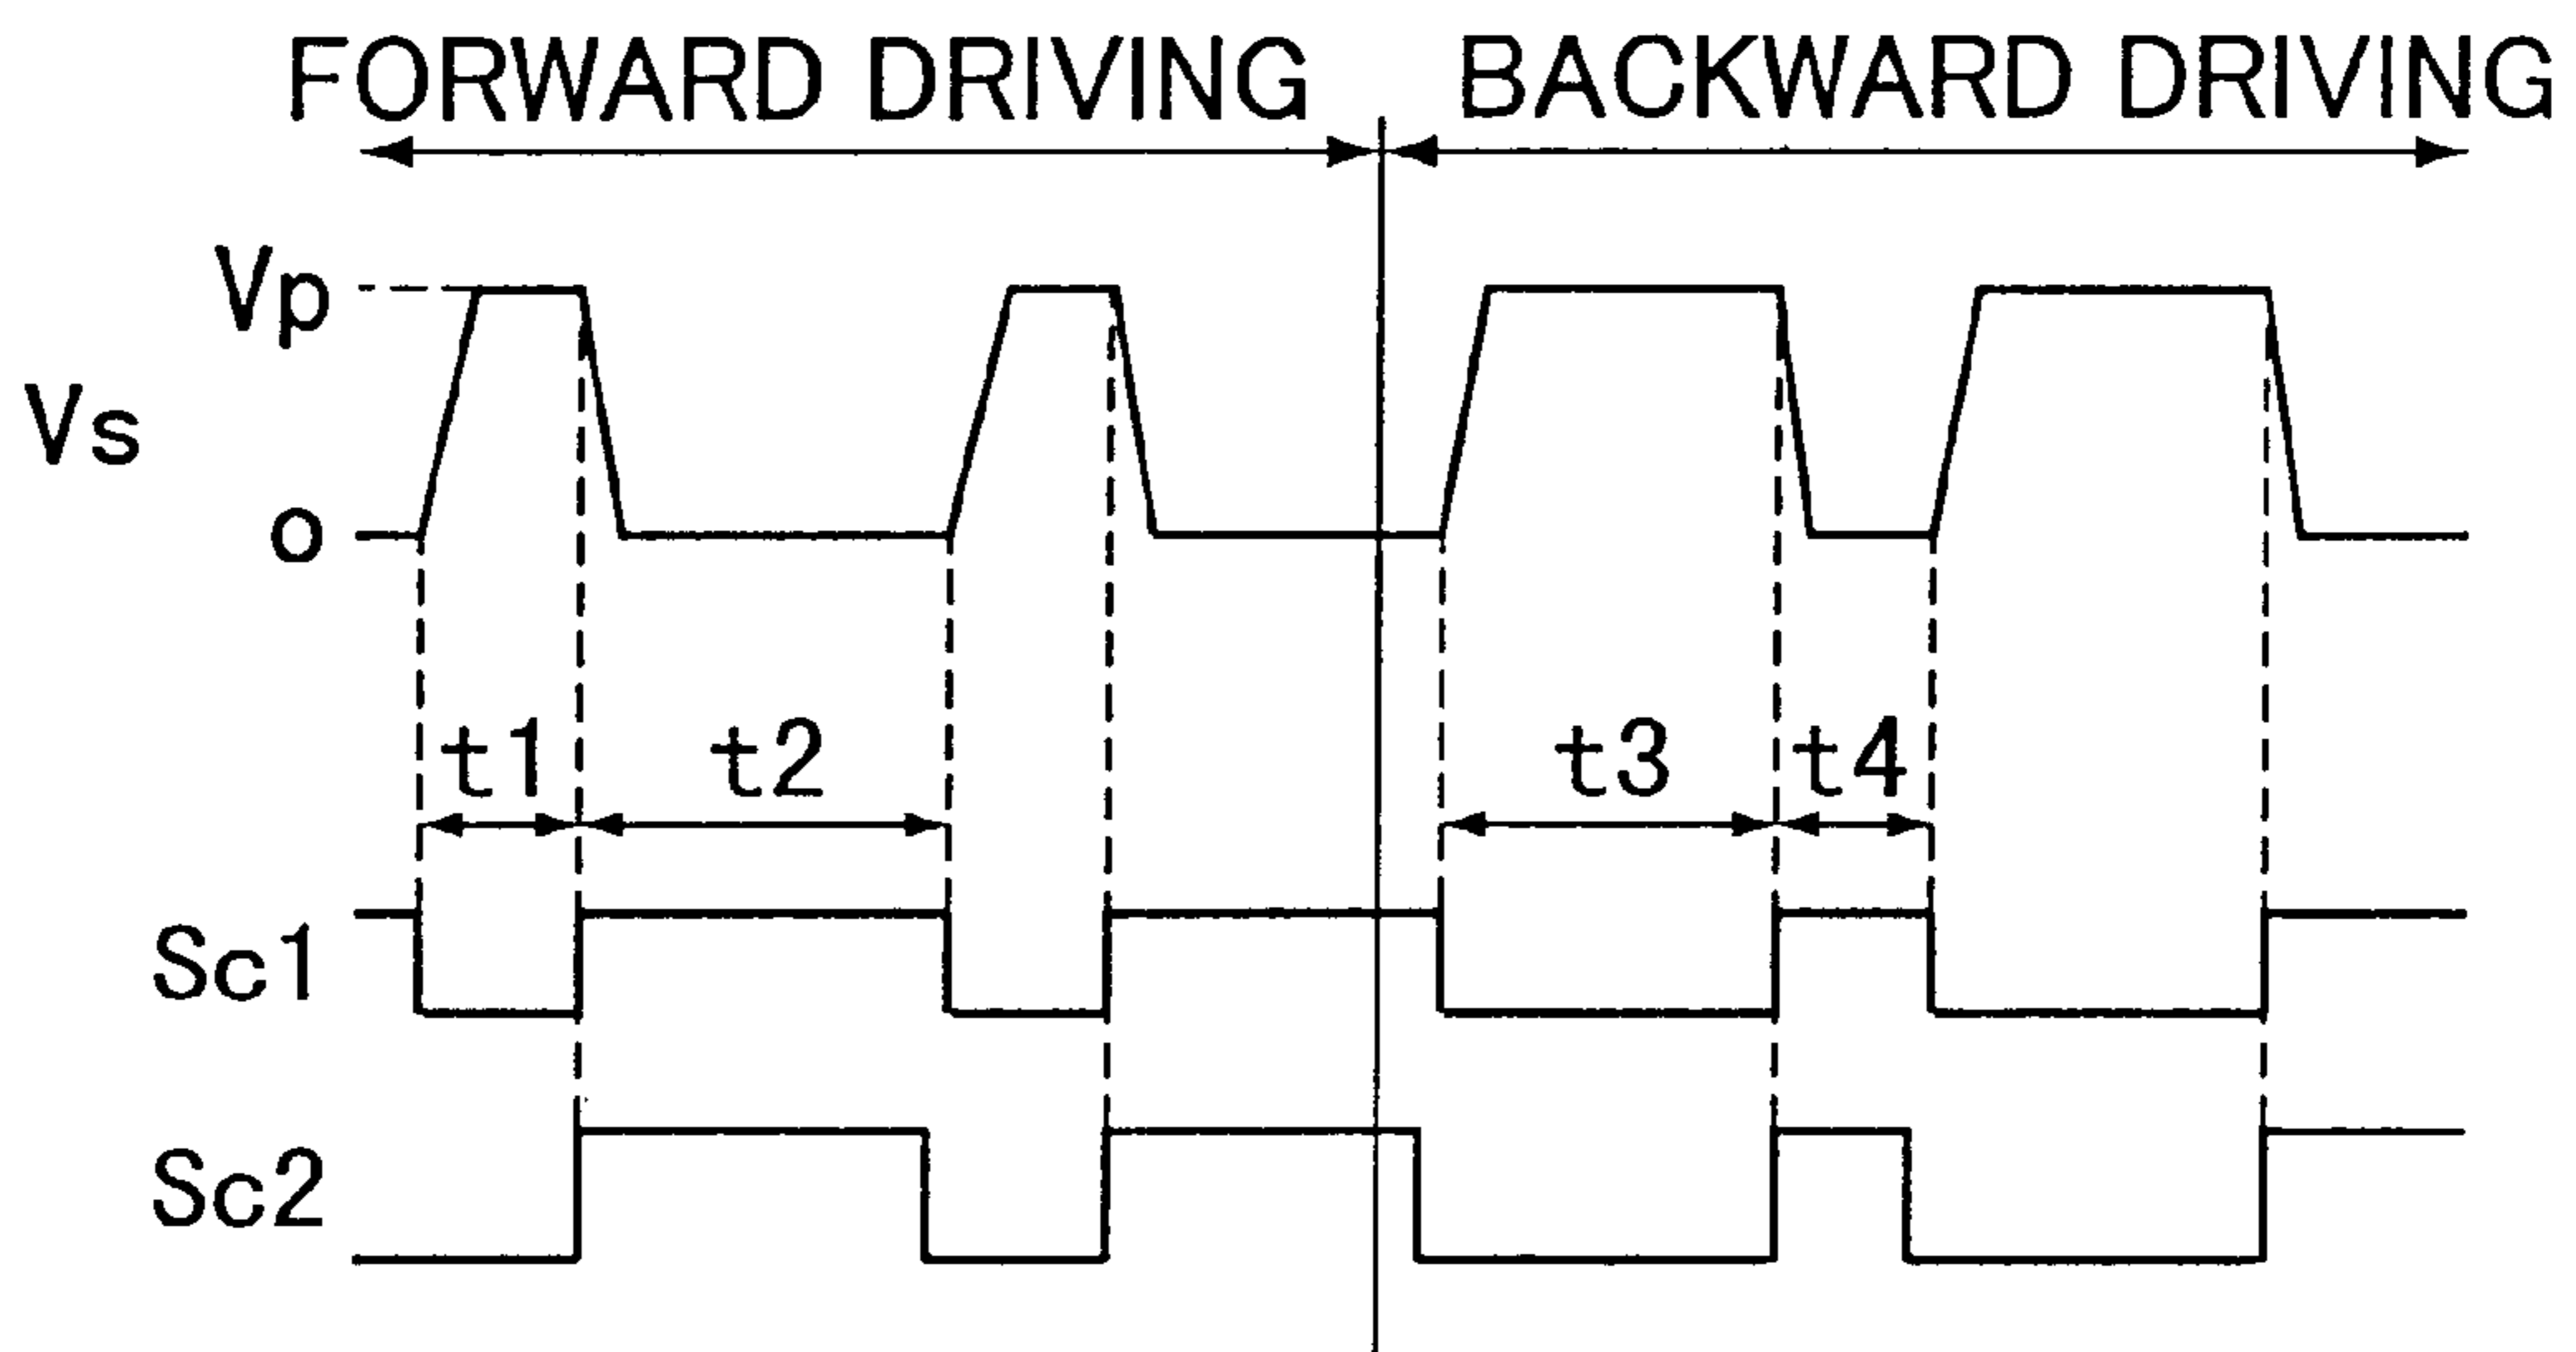 FORWARD DRIVING
BACKWARD DRIVING
Vp
Vs
o
t1
t2
t3
t4
Sc1
Sc2